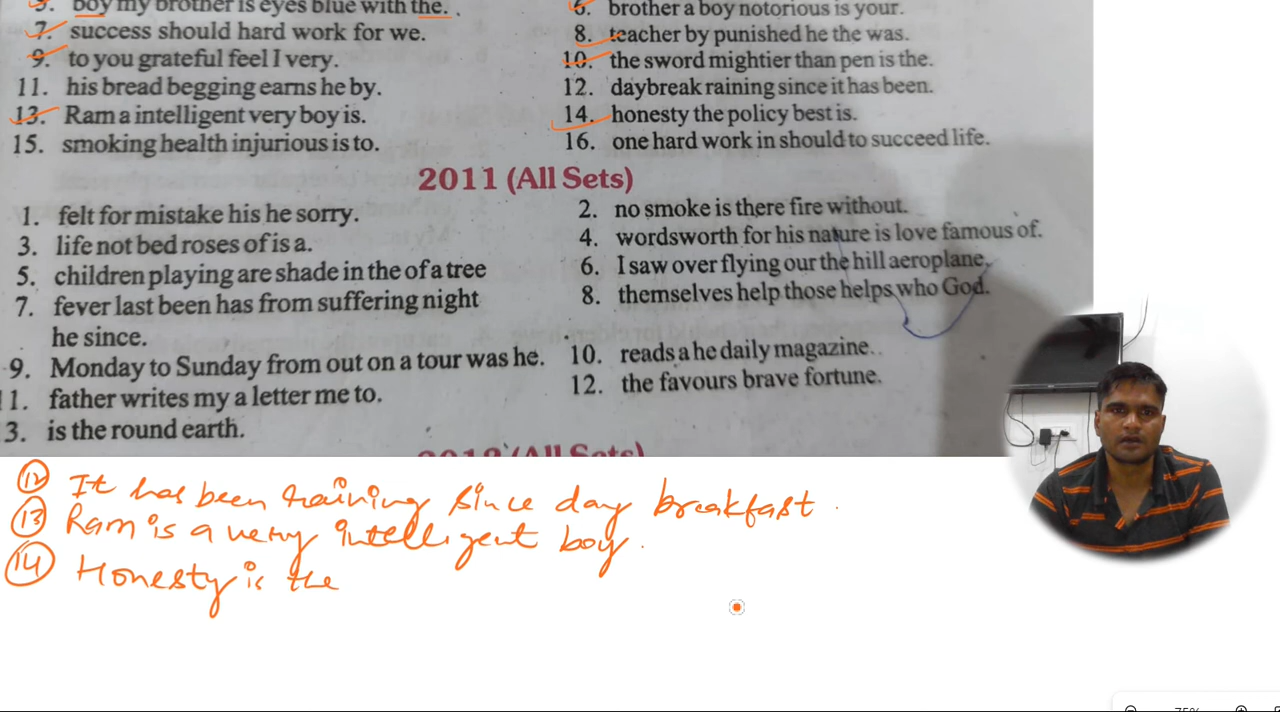 boy my brother is eyes blue with the.
6. brother a boy notorious is your.
7. success should hard work for we.
8. teacher by punished he the was.
9. to you grateful feel I very.
10. the sword mightier than pen is the.
11. his bread begging earns he by.
12. daybreak raining since it has been.
13. Ram a intelligent very boy is.
14. honesty the policy best is.
15. smoking health injurious is to.
16. one hard work in should to succeed life.
2011 (All Sets)
1. felt for mistake his he sorry.
2. no smoke is there fire without.
3. life not bed roses of is a.
4. wordsworth for his nature is love famous of.
5. children playing are shade in the of a tree
6. I saw over flying our the hill aeroplane.
7. fever last been has from suffering night
he since.
8. themselves help those helps who God.
9. Monday to Sunday from out on a tour was he.
10. reads a he daily magazine.
11. father writes my a letter me to.
12. the favours brave fortune.
3. is the round earth.
(All Sets)
12 It has been training since day breakfast.
13 Ram is a very intelligent boy.
14 Honesty is the
75%